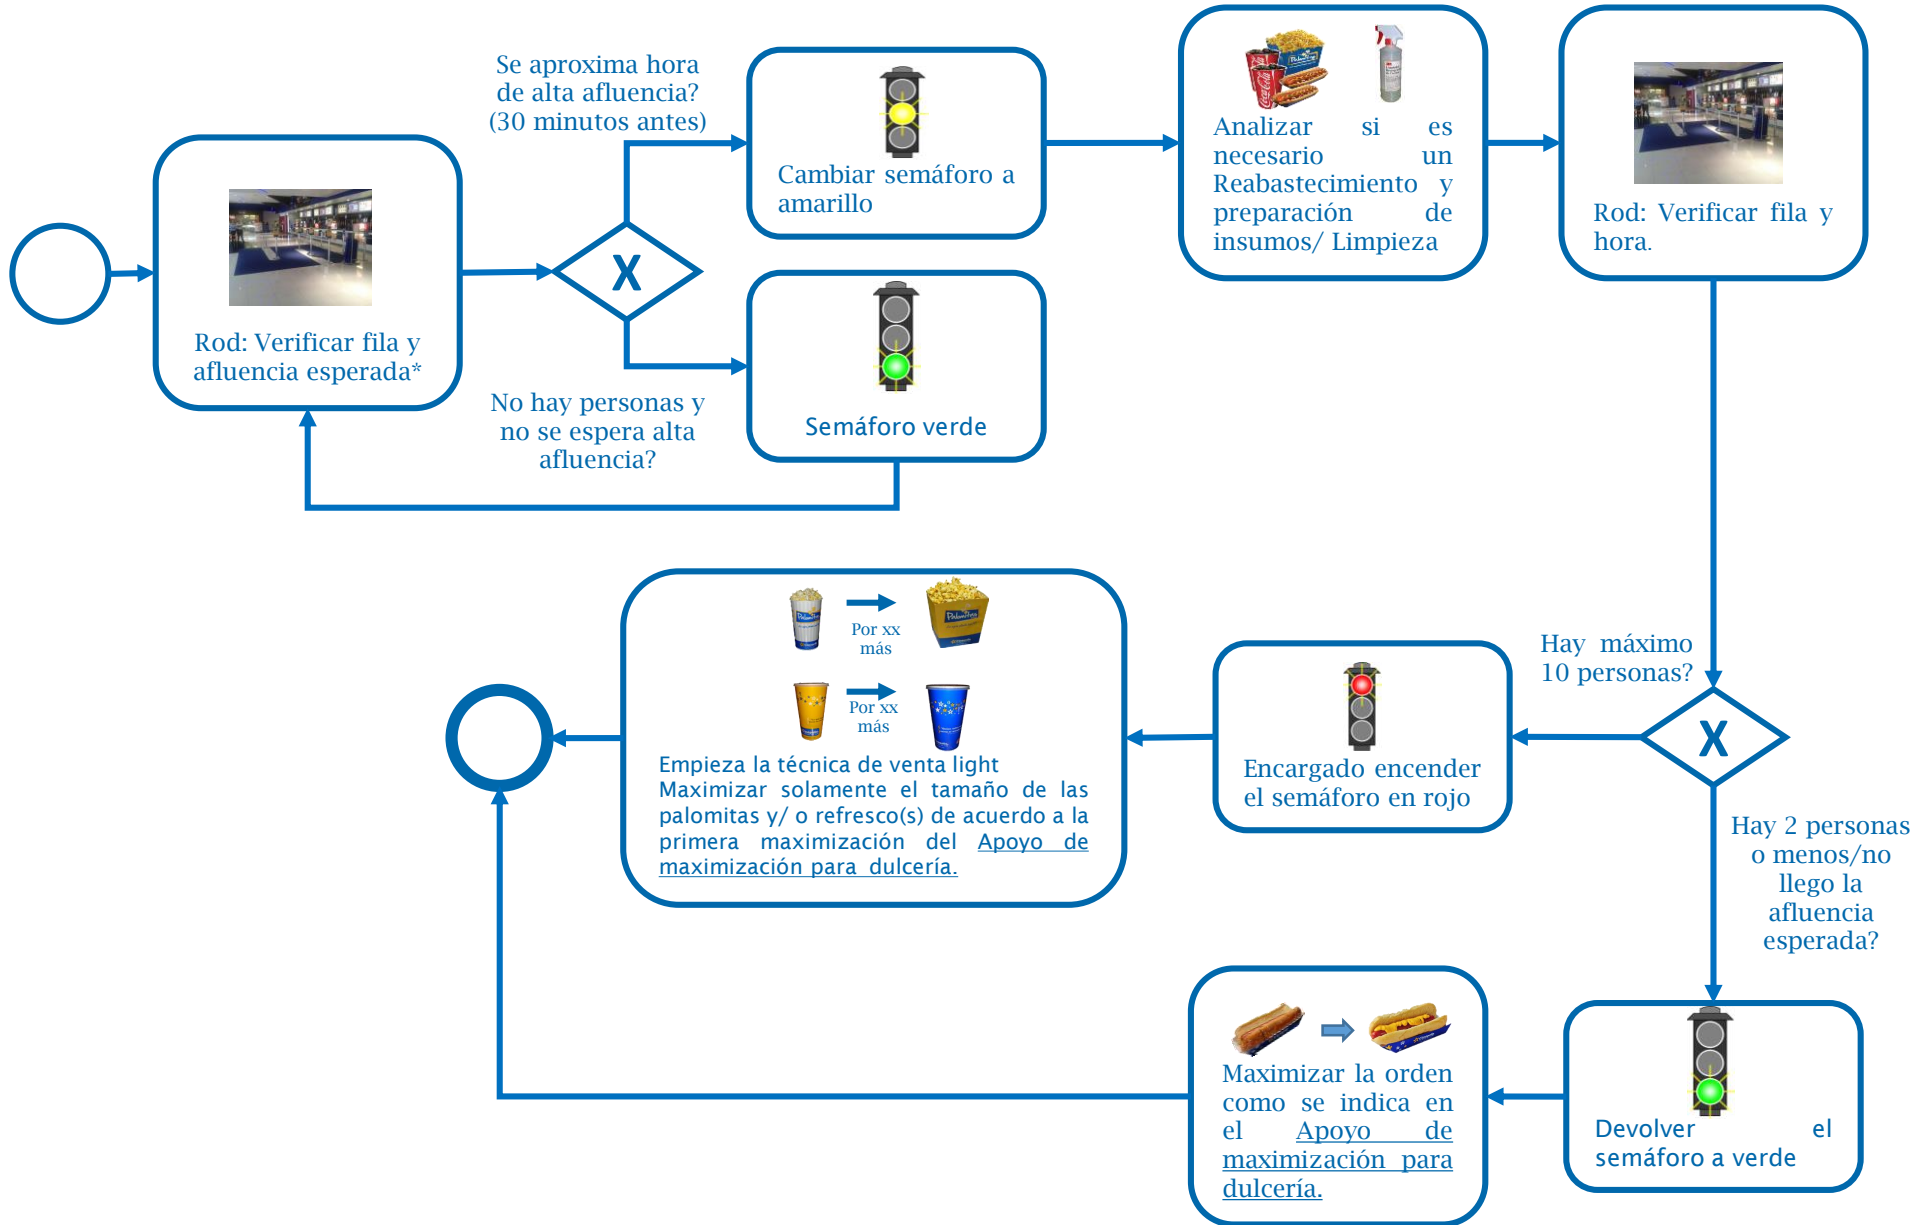 Se aproxima hora
de alta afluencia?
(30 minutos antes)
Cambiar semáforo a
amarillo
Analizar si es
necesario un
Reabastecimiento y
preparación de
insumos/ Limpieza
Rod: Verificar fila y
hora.
Rod: Verificar fila y
afluencia esperada*
X
No hay personas y
no se espera alta
afluencia?
Semáforo verde
Por xx
más
Por xx
más
Empieza la técnica de venta light
Maximizar solamente el tamaño de las
palomitas y/ o refresco(s) de acuerdo a la
primera maximización del Apoyo de
maximización para dulcería.
Encargado encender
el semáforo en rojo
Hay máximo
10 personas?
X
Hay 2 personas
o menos/no
llego la
afluencia
esperada?
Maximizar la orden
como se indica en
el Apoyo de
maximización para
dulcería.
Devolver el
semáforo a verde